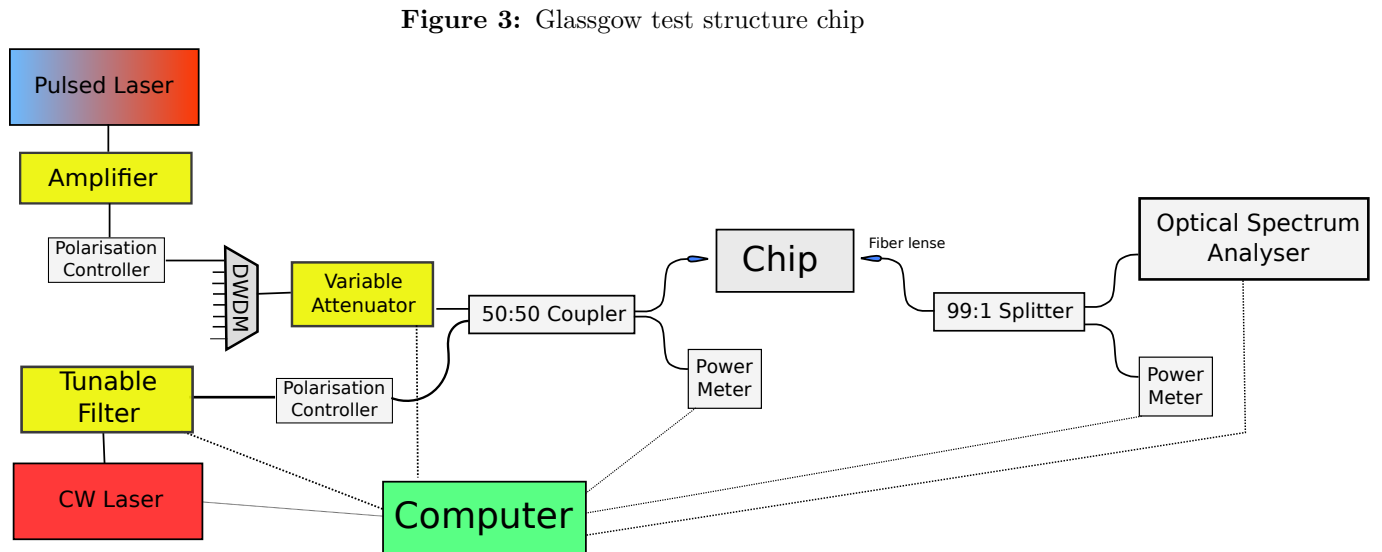 Figure 3: Glassgow test structure chip
Pulsed Laser
Amplifier
Polarisation
Controller
DWDM
Variable
Attenuator
50:50 Coupler
Chip
Fiber lense
99:1 Splitter
Optical Spectrum
Analyser
Power
Meter
Power
Meter
Tunable
Filter
Polarisation
Controller
CW Laser
Computer